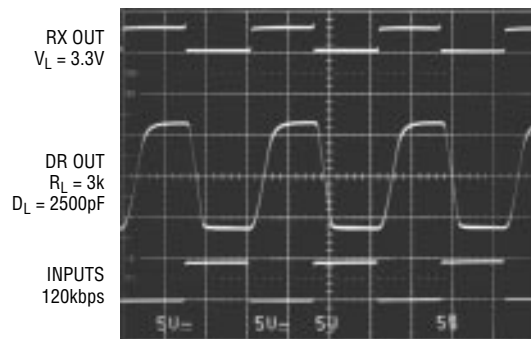 RX OUT
V_L = 3.3V
DR OUT
R_L = 3k
D_L = 2500pF
INPUTS
120kbps
5V 5V 5V